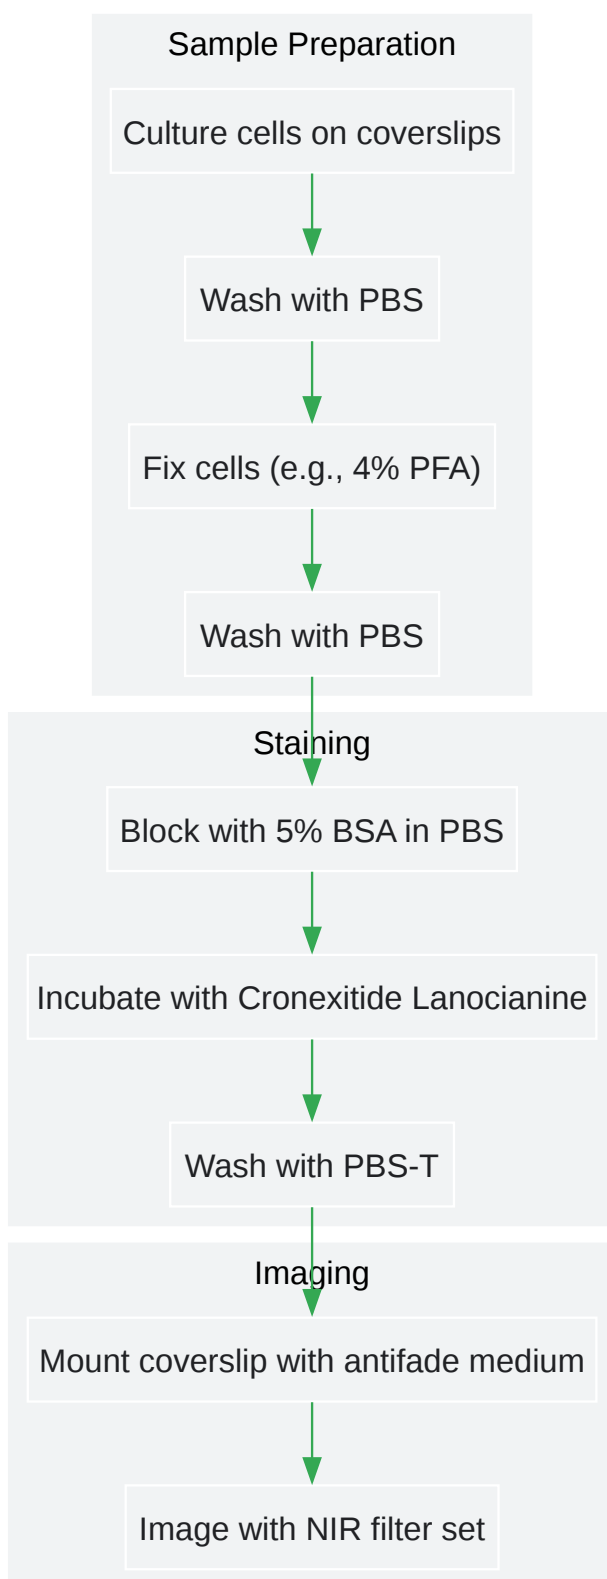 Sample Preparation
Culture cells on coverslips
Wash with PBS
Fix cells (e.g., 4% PFA)
Wash with PBS
Staining
Block with 5% BSA in PBS
Incubate with Cronexitide Lanocianine
Wash with PBS-T
Imaging
Mount coverslip with antifade medium
Image with NIR filter set